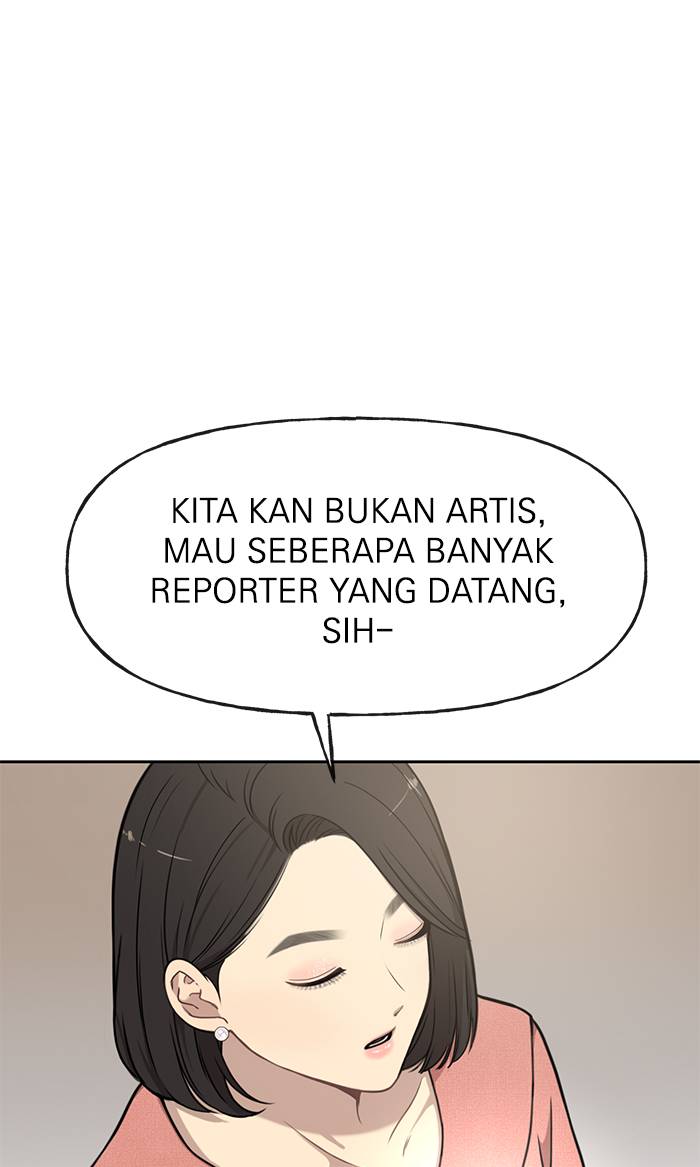 KITA KAN BUKAN ARTIS,
MAU SEBERAPA BANYAK
REPORTER YANG DATANG,
SIH–